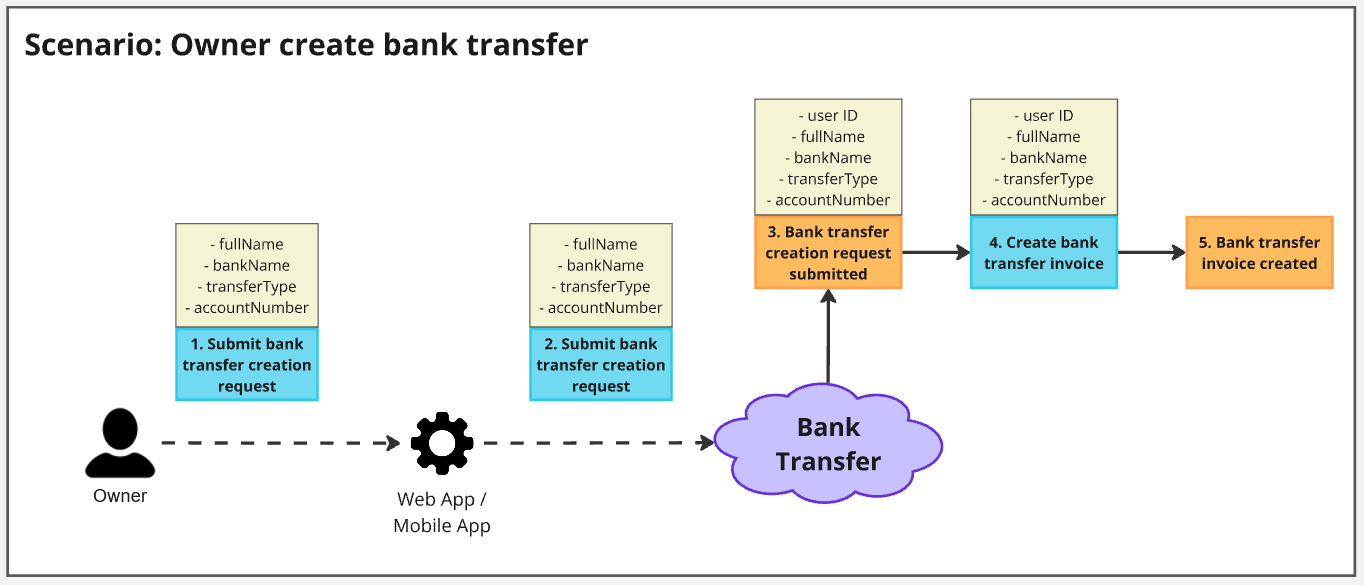 Scenario: Owner create bank transfer
- fullName
- bankName
- transferType
- accountNumber
1. Submit bank
transfer creation
request
- fullName
- bankName
- transferType
- accountNumber
2. Submit bank
transfer creation
request
- user ID
- fullName
- bankName
- transferType
- accountNumber
3. Bank transfer
creation request
submitted
- user ID
- fullName
- bankName
- transferType
- accountNumber
4. Create bank
transfer invoice
5. Bank transfer
invoice created
Owner
Web App /
Mobile App
Bank
Transfer